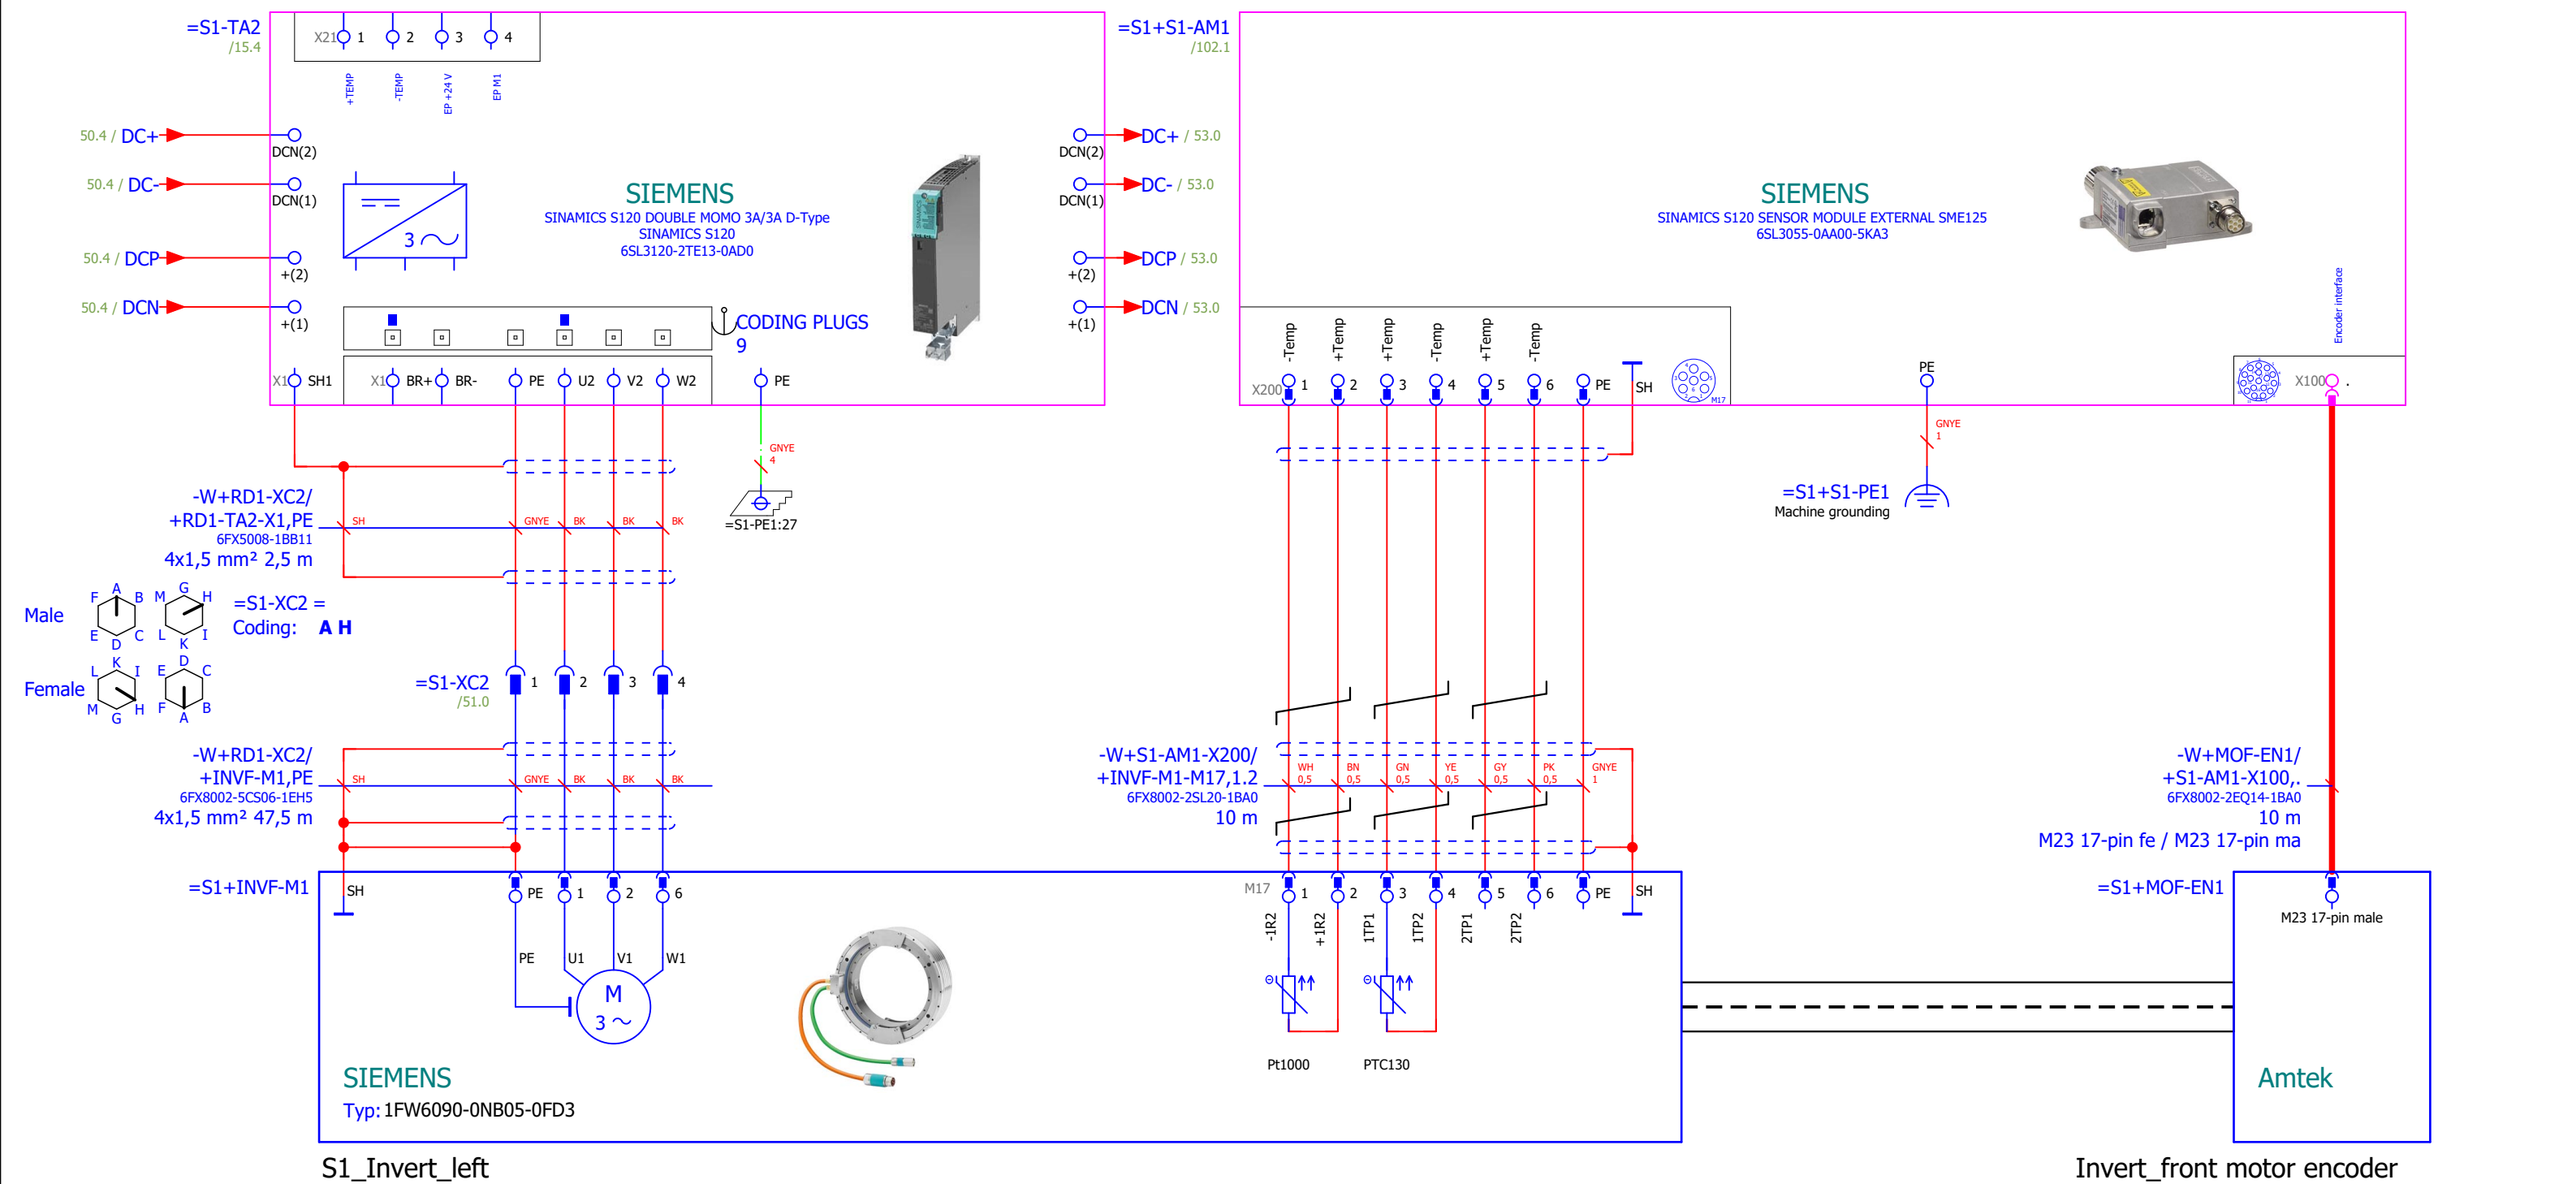 =S1-TA2
/15.4
X21 1 2 3 4
+TEMP
-TEMP
EP +24 V
EP M1
50.4 / DC+
DCN(2)
50.4 / DC-
DCN(1)
50.4 / DCP
+(2)
50.4 / DCN
+(1)
3
SIEMENS
SINAMICS S120 DOUBLE MOMO 3A/3A D-Type
SINAMICS S120
6SL3120-2TE13-0AD0
DCN(2)
DC+ / 53.0
DCN(1)
DC- / 53.0
+(2)
DCP / 53.0
+(1)
DCN / 53.0
CODING PLUGS
9
X1 SH1
X1 BR+ BR- PE U2 V2 W2
PE
GNYE
4
=S1-PE1:27
-W+RD1-XC2/
+RD1-TA2-X1,PE
6FX5008-1BB11
4x1,5 mm² 2,5 m
SH GNYE BK BK BK
Male
A
F B
E C
D
G
M H
L I
K
=S1-XC2 =
Coding: A H
Female
K
L I
M H
G
D
E C
F B
A
=S1-XC2
/51.0
1 2 3 4
-W+RD1-XC2/
+INVF-M1,PE
6FX8002-5CS06-1EH5
4x1,5 mm² 47,5 m
SH GNYE BK BK BK
=S1+INVF-M1
SH
PE 1 2 6
PE U1 V1 W1
M
3
SIEMENS
Typ: 1FW6090-0NB05-0FD3
S1_Invert_left
=S1+S1-AM1
/102.1
SIEMENS
SINAMICS S120 SENSOR MODULE EXTERNAL SME125
6SL3055-0AA00-5KA3
-Temp
+Temp
+Temp
-Temp
+Temp
-Temp
X200 1 2 3 4 5 6 PE SH
M17
PE
GNYE
1
=S1+S1-PE1
Machine grounding
Encoder interface
X100 .
-W+S1-AM1-X200/
+INVF-M1-M17,1.2
6FX8002-2SL20-1BA0
10 m
WH BN GN YE GY PK GNYE
0,5 0,5 0,5 0,5 0,5 0,5 1
M17 1 2 3 4 5 6 PE SH
-1R2
+1R2
1TP1
1TP2
2TP1
2TP2
Pt1000
PTC130
-W+MOF-EN1/
+S1-AM1-X100,.
6FX8002-2EQ14-1BA0
10 m
M23 17-pin fe / M23 17-pin ma
=S1+MOF-EN1
M23 17-pin male
Amtek
Invert_front motor encoder